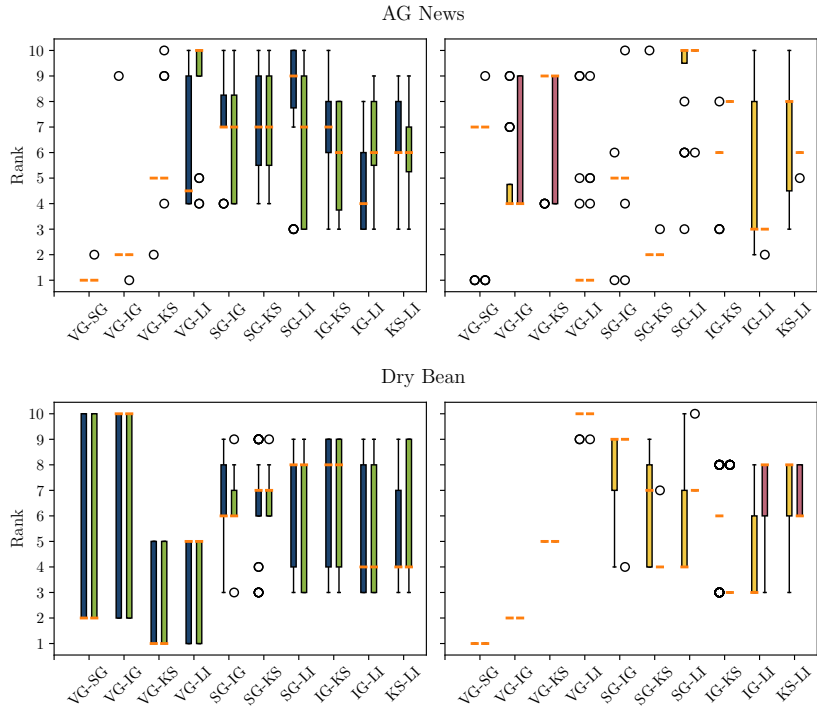 AG News
Rank
10
9
8
7
6
5
4
3
2
1
VG-SG
VG-IG
VG-KS
VG-LI
SG-IG
SG-KS
SG-LI
IG-KS
IG-LI
KS-LI
VG-SG
VG-IG
VG-KS
VG-LI
SG-IG
SG-KS
SG-LI
IG-KS
IG-LI
KS-LI
Dry Bean
Rank
10
9
8
7
6
5
4
3
2
1
VG-SG
VG-IG
VG-KS
VG-LI
SG-IG
SG-KS
SG-LI
IG-KS
IG-LI
KS-LI
VG-SG
VG-IG
VG-KS
VG-LI
SG-IG
SG-KS
SG-LI
IG-KS
IG-LI
KS-LI